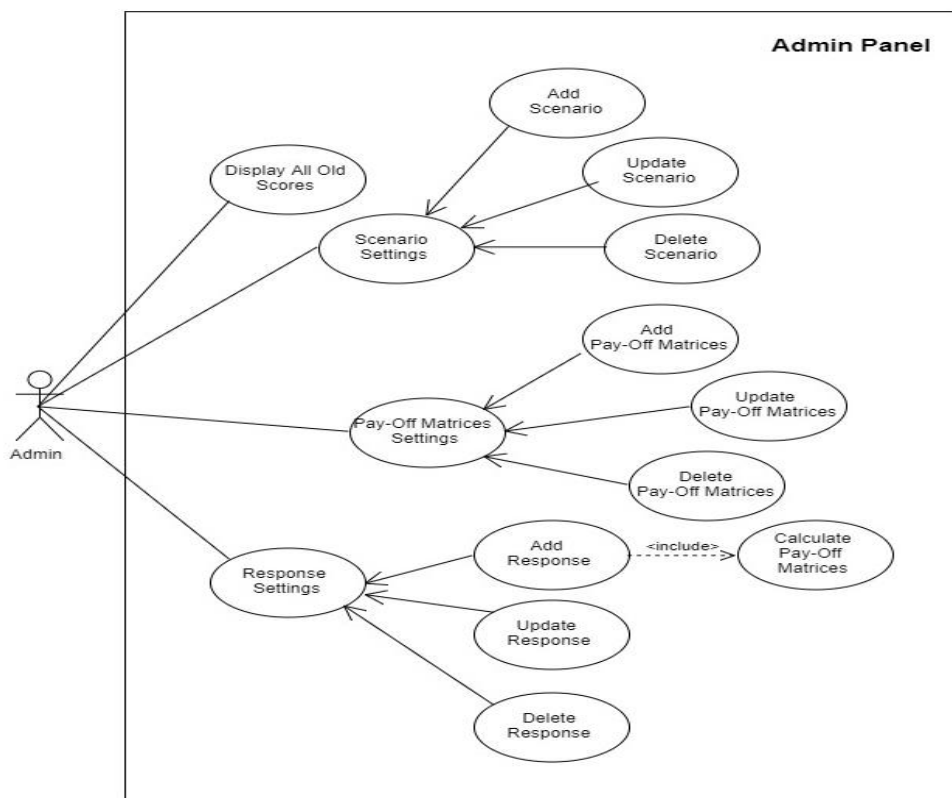 Admin Panel
Add
Scenario
Display All Old
Scores
Update
Scenario
Scenario
Settings
Delete
Scenario
Add
Pay-Off Matrices
Update
Pay-Off Matrices
Pay-Off Matrices
Settings
Delete
Pay-Off Matrices
Admin
Add
Response
<include>
Calculate
Pay-Off
Matrices
Response
Settings
Update
Response
Delete
Response